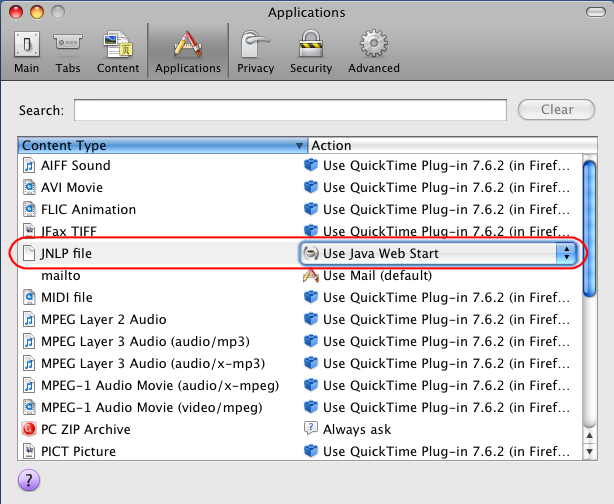 Applications
Main Tabs Content Applications Privacy Security Advanced
Search: Clear
Content Type Action
AIFF Sound Use QuickTime Plug-in 7.6.2 (in Firef...
AVI Movie Use QuickTime Plug-in 7.6.2 (in Firef...
FLIC Animation Use QuickTime Plug-in 7.6.2 (in Firef...
JFax TIFF Use QuickTime Plug-in 7.6.2 (in Firef...
JNLP file Use Java Web Start
mailto Use Mail (default)
MIDI file Use QuickTime Plug-in 7.6.2 (in Firef...
MPEG Layer 2 Audio Use QuickTime Plug-in 7.6.2 (in Firef...
MPEG Layer 3 Audio (audio/mp3) Use QuickTime Plug-in 7.6.2 (in Firef...
MPEG Layer 3 Audio (audio/x-mp3) Use QuickTime Plug-in 7.6.2 (in Firef...
MPEG-1 Audio Movie (audio/x-mpeg) Use QuickTime Plug-in 7.6.2 (in Firef...
MPEG-1 Audio Movie (video/mpeg) Use QuickTime Plug-in 7.6.2 (in Firef...
PC ZIP Archive Always ask
PICT Picture Use QuickTime Plug-in 7.6.2 (in Firef...
?